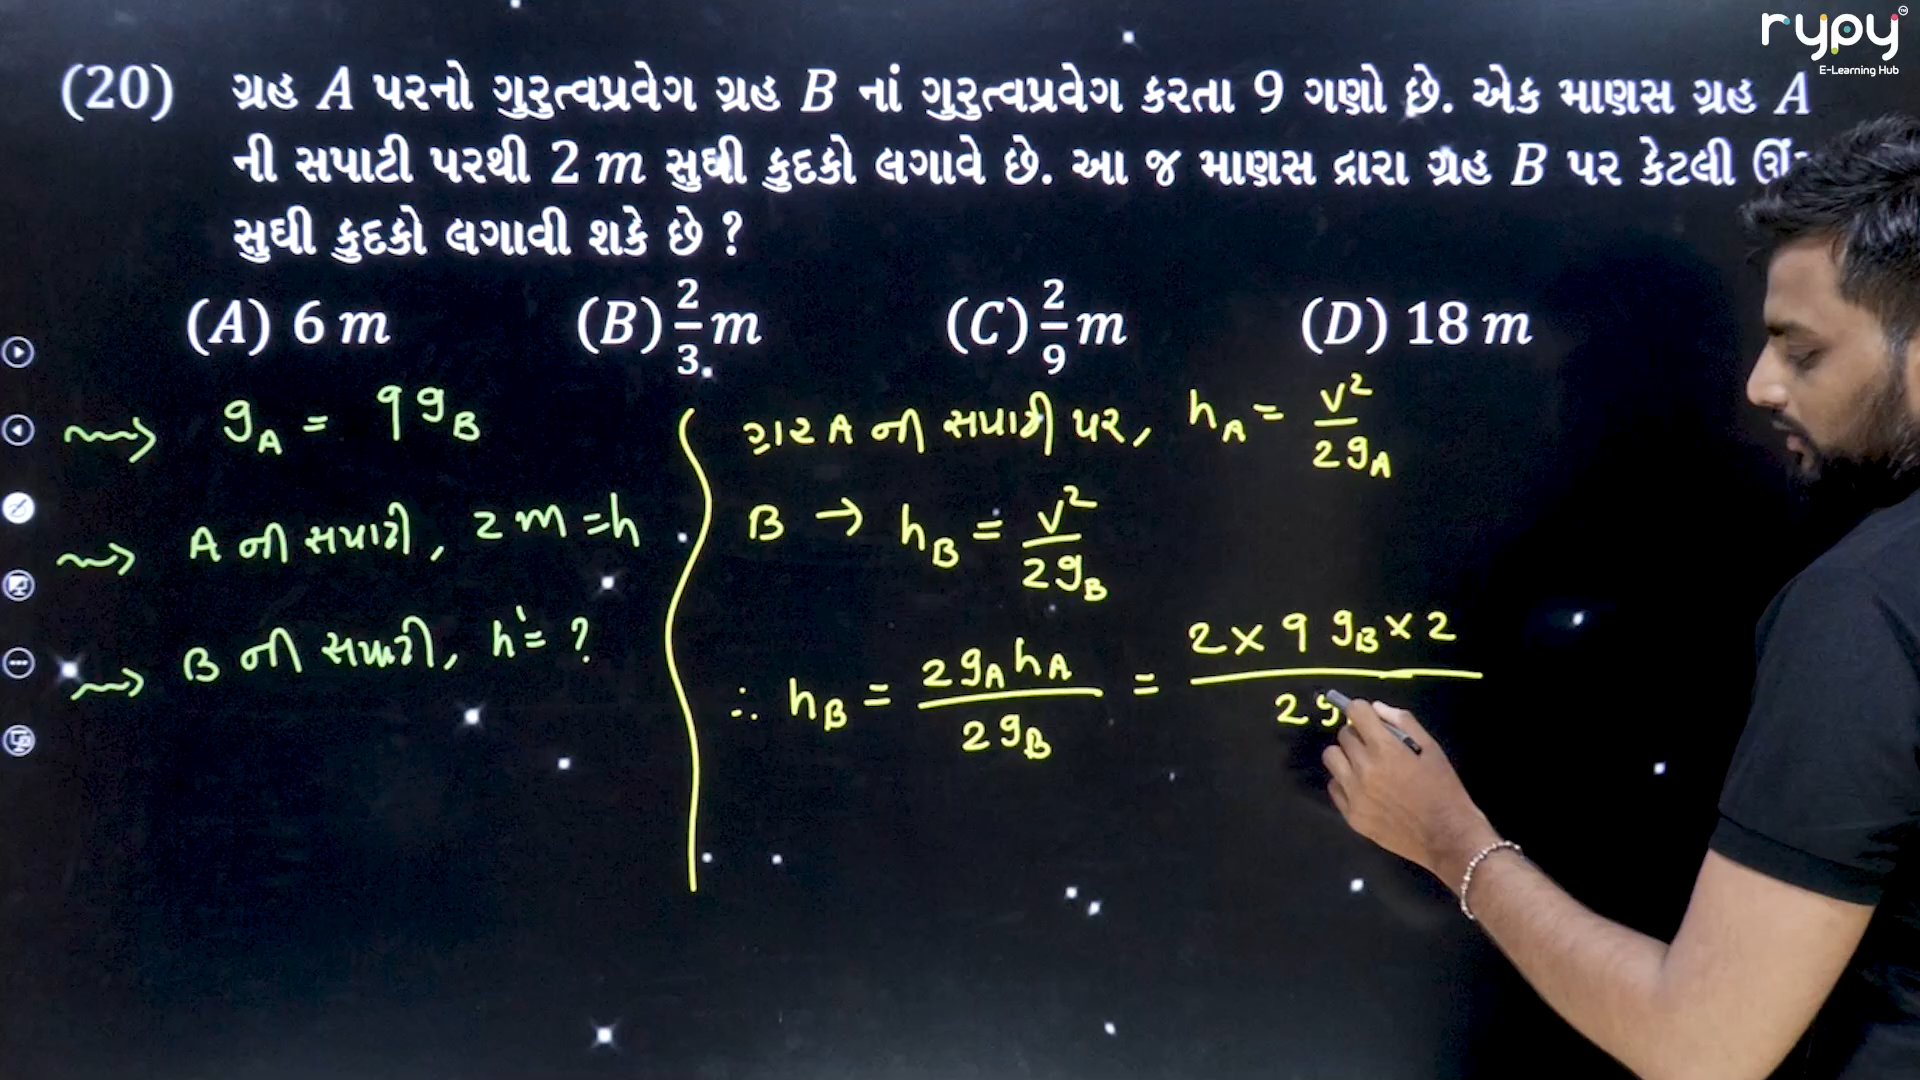 rypy
E-Learning Hub
(20) ગ્રહ A પરનો ગુરુત્વપ્રવેગ ગ્રહ B નાં ગુરુત્વપ્રવેગ કરતા 9 ગણો છે. એક માણસ ગ્રહ A
ની સપાટી પરથી 2 m સુધી કુદકો લગાવે છે. આ જ માણસ દ્રારા ગ્રહ B પર કેટલી
સુધી કુદકો લગાવી શકે છે ?
(A) 6 m (B) 2/3 m (C) 2/9 m (D) 18 m
g_A = 9g_B
A ની સપાટી, 2 m = h
B ની સપાટી, h' = ?
ગ્રહ A ની સપાટી પર, h_A = v²/2g_A
B → h_B = v²/2g_B
∴ h_B = 2g_A h_A / 2g_B = 2 × 9 g_B × 2 / 2g